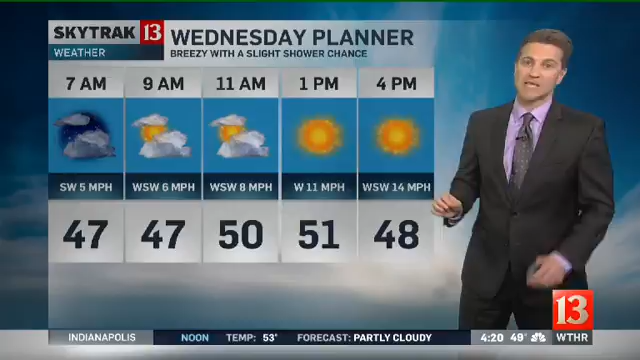 SKYTRAK 13
WEATHER
WEDNESDAY PLANNER
BREEZY WITH A SLIGHT SHOWER CHANCE
7 AM 9 AM 11 AM 1 PM 4 PM
SW 5 MPH WSW 6 MPH WSW 8 MPH W 11 MPH WSW 14 MPH
47 47 50 51 48
13
INDIANAPOLIS NOON TEMP: 53° FORECAST: PARTLY CLOUDY 4:20 49° WTHR